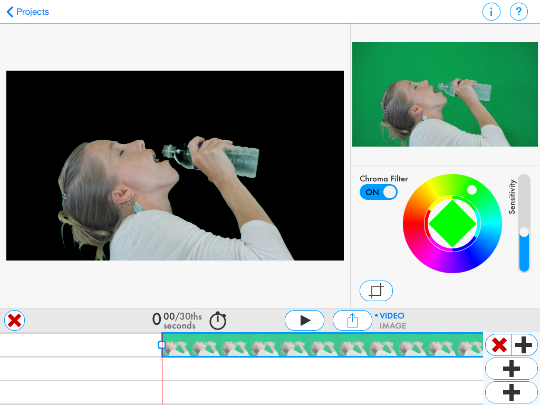 Projects
i
?
Chroma Filter
ON
Sensitivity
0 00/30ths
seconds
VIDEO
IMAGE